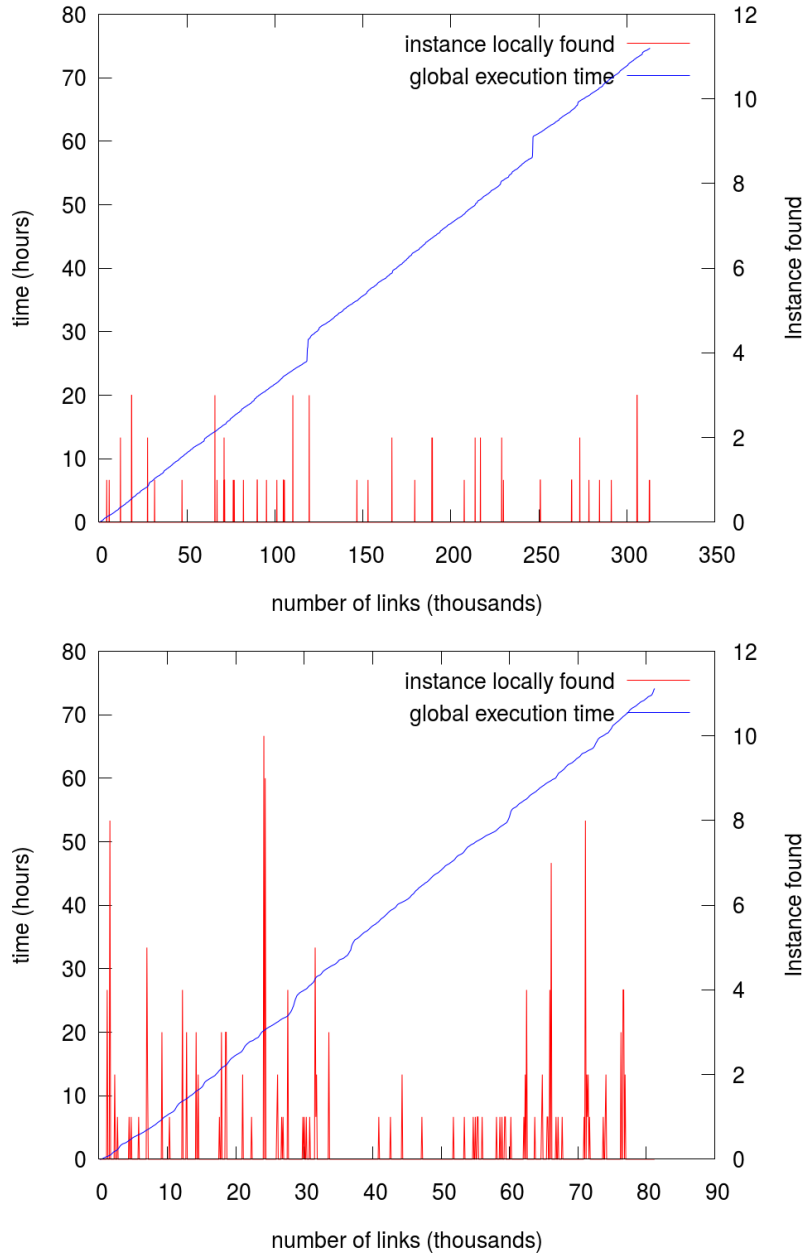 80
70
60
50
40
30
20
10
0
time (hours)
instance locally found
global execution time
12
10
8
6
4
2
0
Instance found
0 50 100 150 200 250 300 350
number of links (thousands)
80
70
60
50
40
30
20
10
0
time (hours)
instance locally found
global execution time
12
10
8
6
4
2
0
Instance found
0 10 20 30 40 50 60 70 80 90
number of links (thousands)